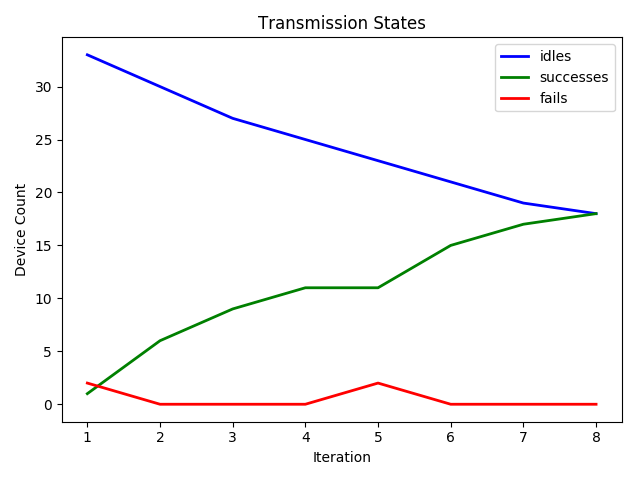 Transmission States
idles
successes
fails
Device Count
30
25
20
15
10
5
0
1 2 3 4 5 6 7 8
Iteration